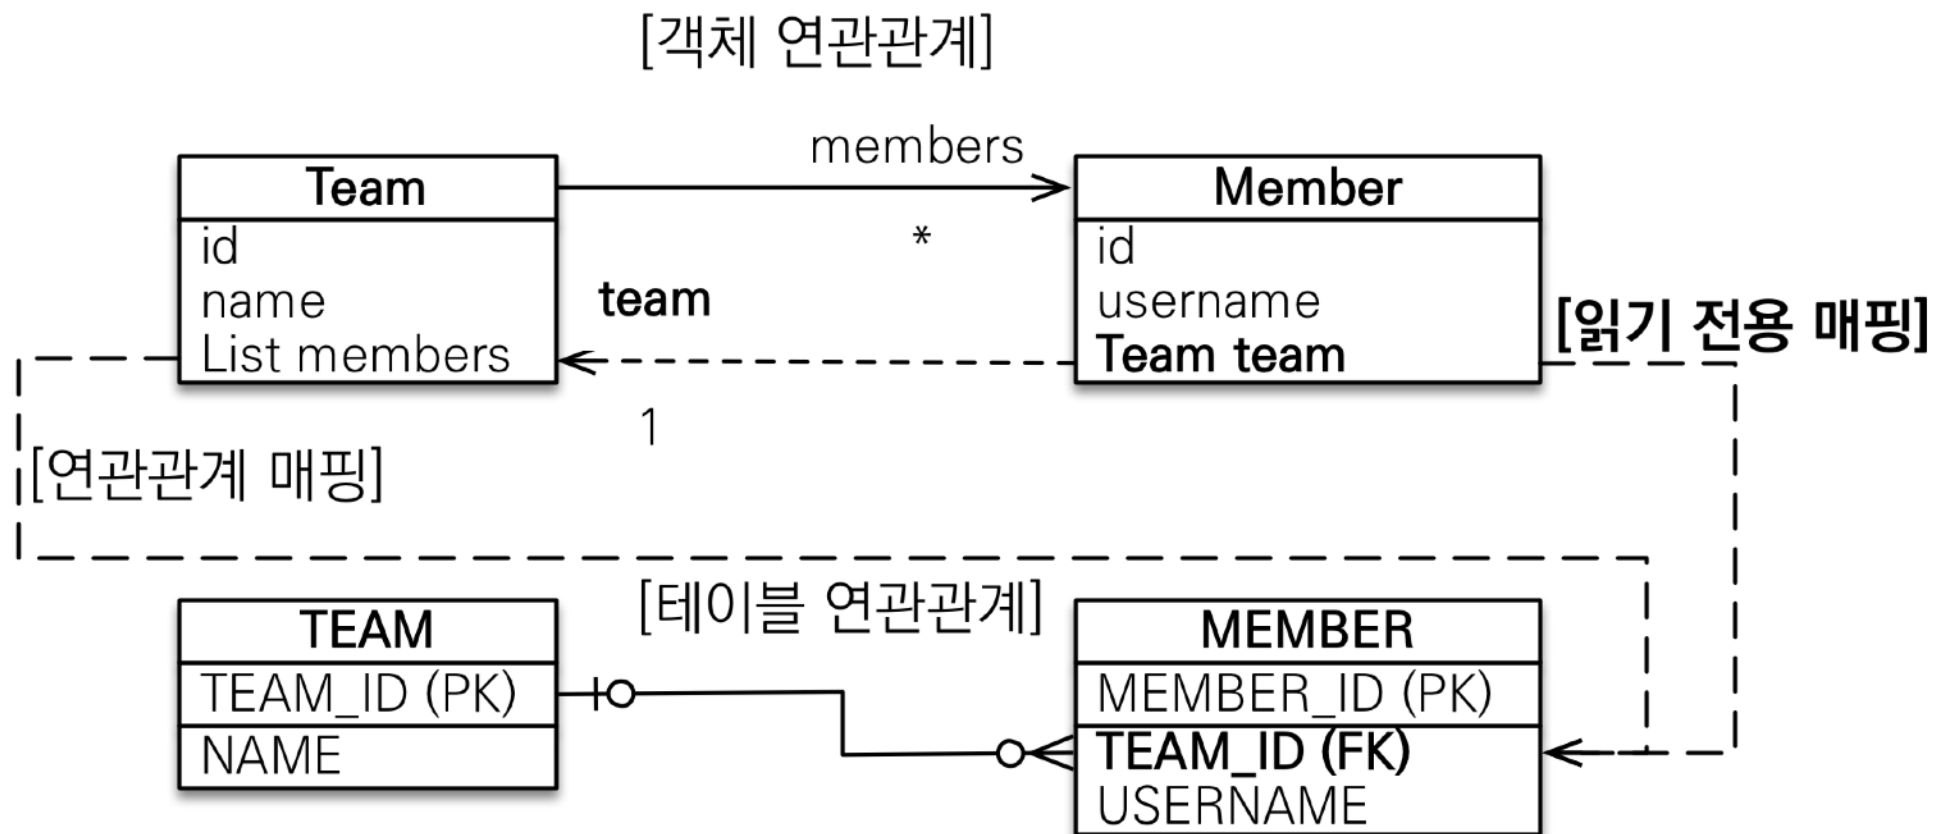 [객체 연관관계]
members
Team
id
name
List members
*
team
1
Member
id
username
Team team
[읽기 전용 매핑]
[연관관계 매핑]
[테이블 연관관계]
TEAM
TEAM_ID (PK)
NAME
MEMBER
MEMBER_ID (PK)
TEAM_ID (FK)
USERNAME